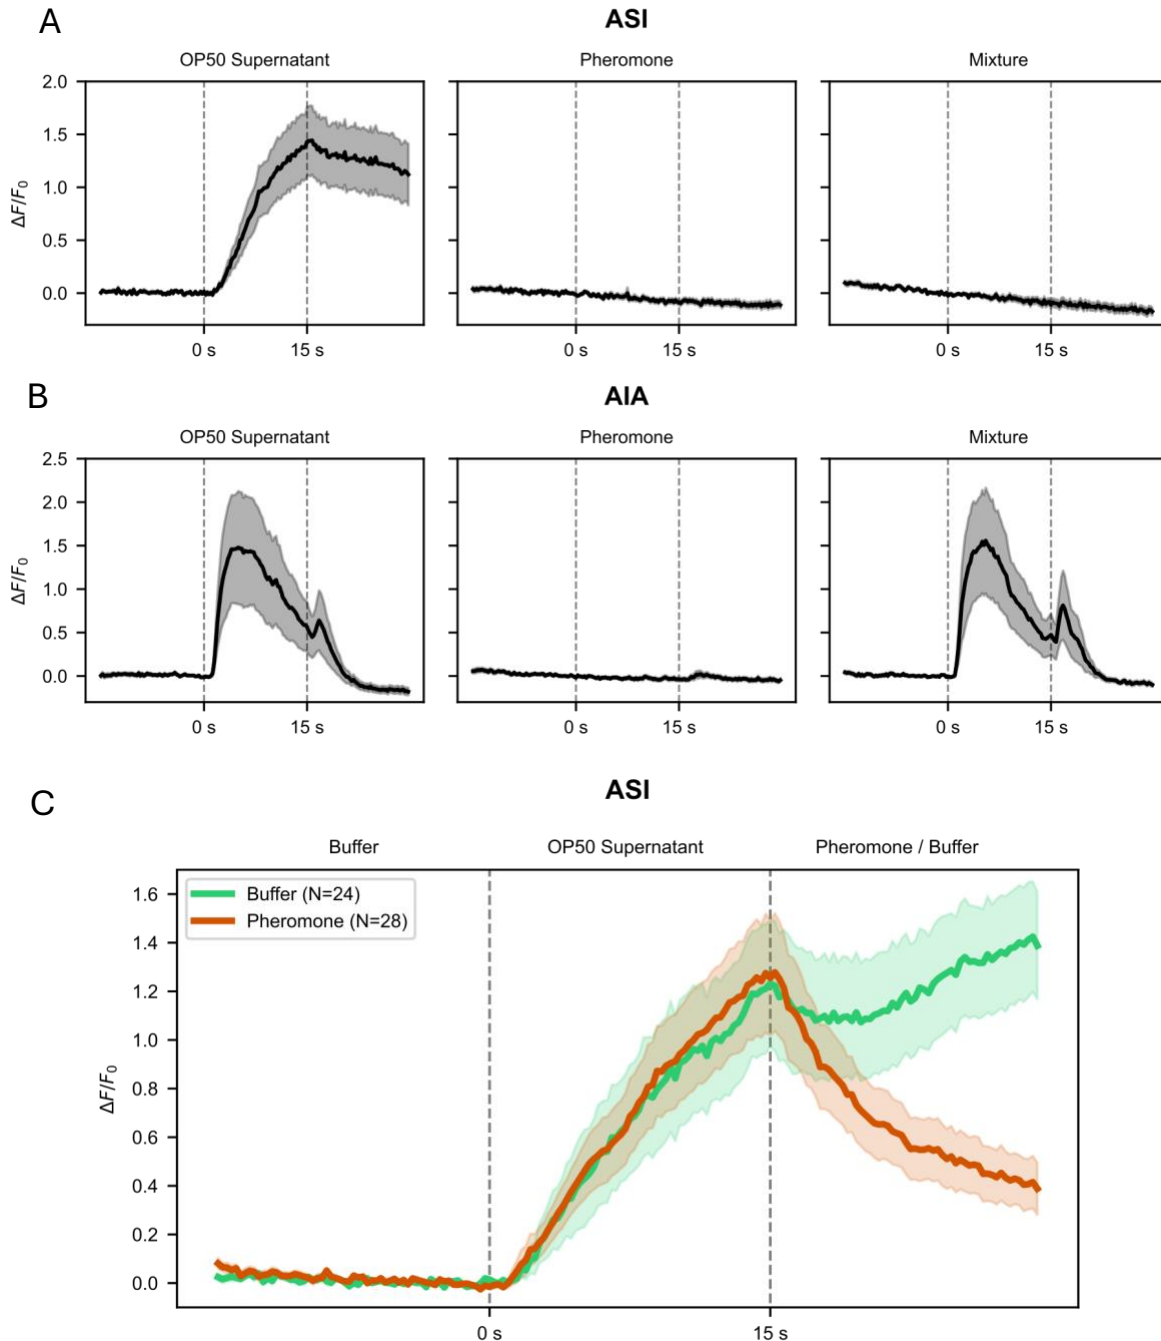 A
ASI
OP50 Supernatant
Pheromone
Mixture
2.0
1.5
1.0
0.5
0.0
ΔF/F0
0 s
15 s
0 s
15 s
0 s
15 s
B
AIA
OP50 Supernatant
Pheromone
Mixture
2.5
2.0
1.5
1.0
0.5
0.0
ΔF/F0
0 s
15 s
0 s
15 s
0 s
15 s
C
ASI
Buffer
OP50 Supernatant
Pheromone / Buffer
Buffer (N=24)
Pheromone (N=28)
1.6
1.4
1.2
1.0
0.8
0.6
0.4
0.2
0.0
ΔF/F0
0 s
15 s